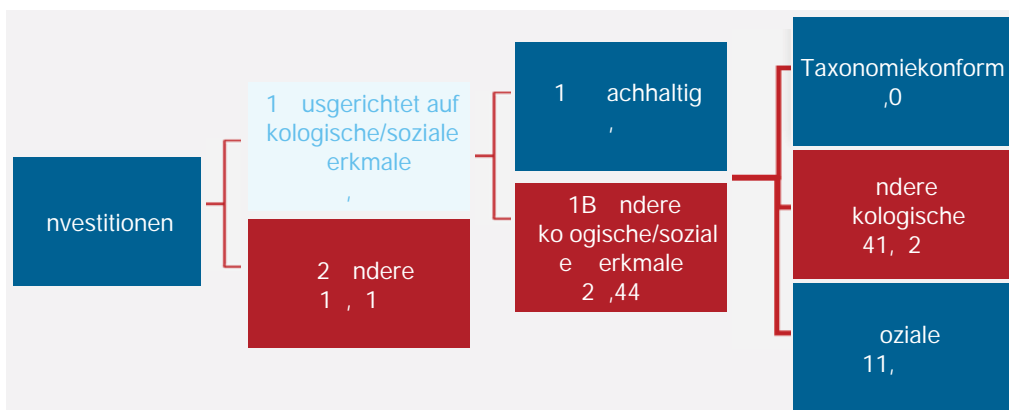 nvestitionen
1 usgerichtet auf
kologische/soziale
erkmale
,
2 ndere
1 , 1
1 achhaltig
,
1B ndere
ko ogische/sozial
e erkmale
2 ,44
Taxonomiekonform
,0
ndere
kologische
41, 2
oziale
11,